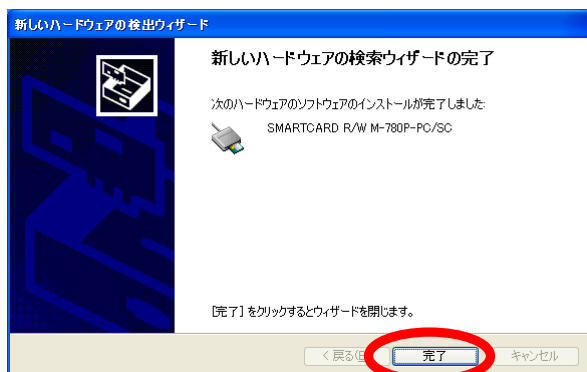 新しいハードウェアの検出ウィザード
新しいハードウェアの検索ウィザードの完了
次のハードウェアのソフトウェアのインストールが完了しました:
SMARTCARD R/W M-780P-PC/SC
[完了] をクリックするとウィザードを閉じます。
< 戻る(B) 完了 キャンセル